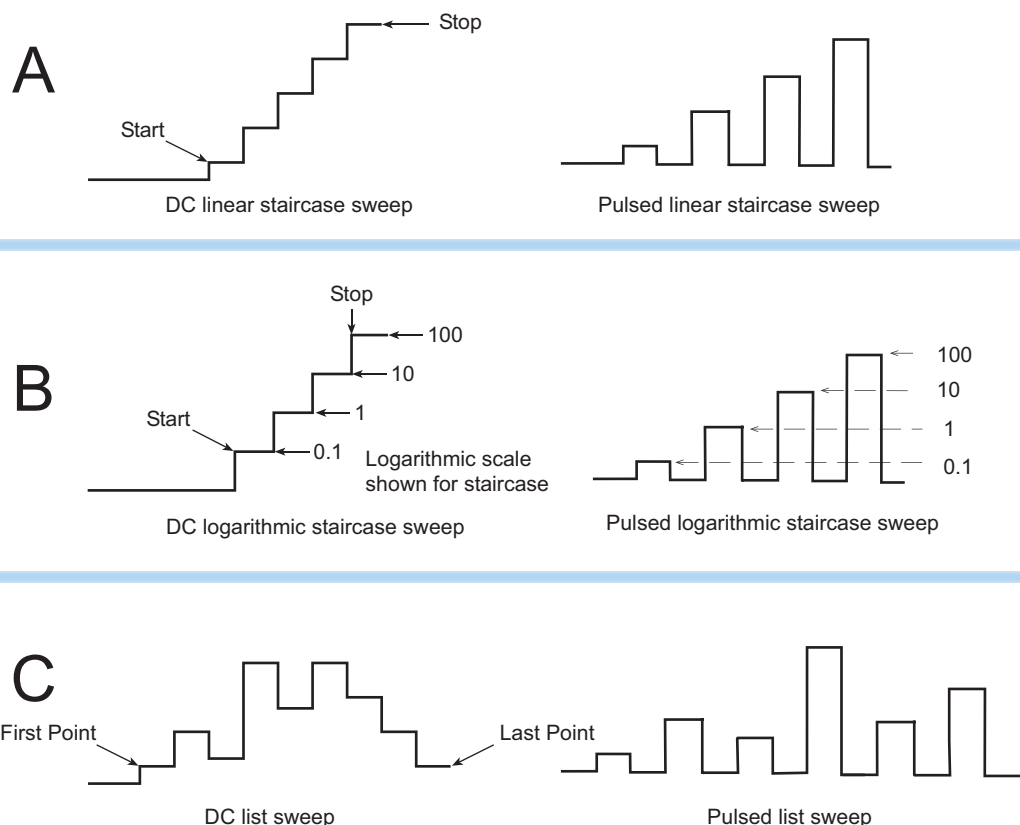 A
Stop
Start
DC linear staircase sweep
Pulsed linear staircase sweep
B
Stop
100
10
1
0.1
Start
Logarithmic scale
shown for staircase
DC logarithmic staircase sweep
100
10
1
0.1
Pulsed logarithmic staircase sweep
C
First Point
Last Point
DC list sweep
Pulsed list sweep